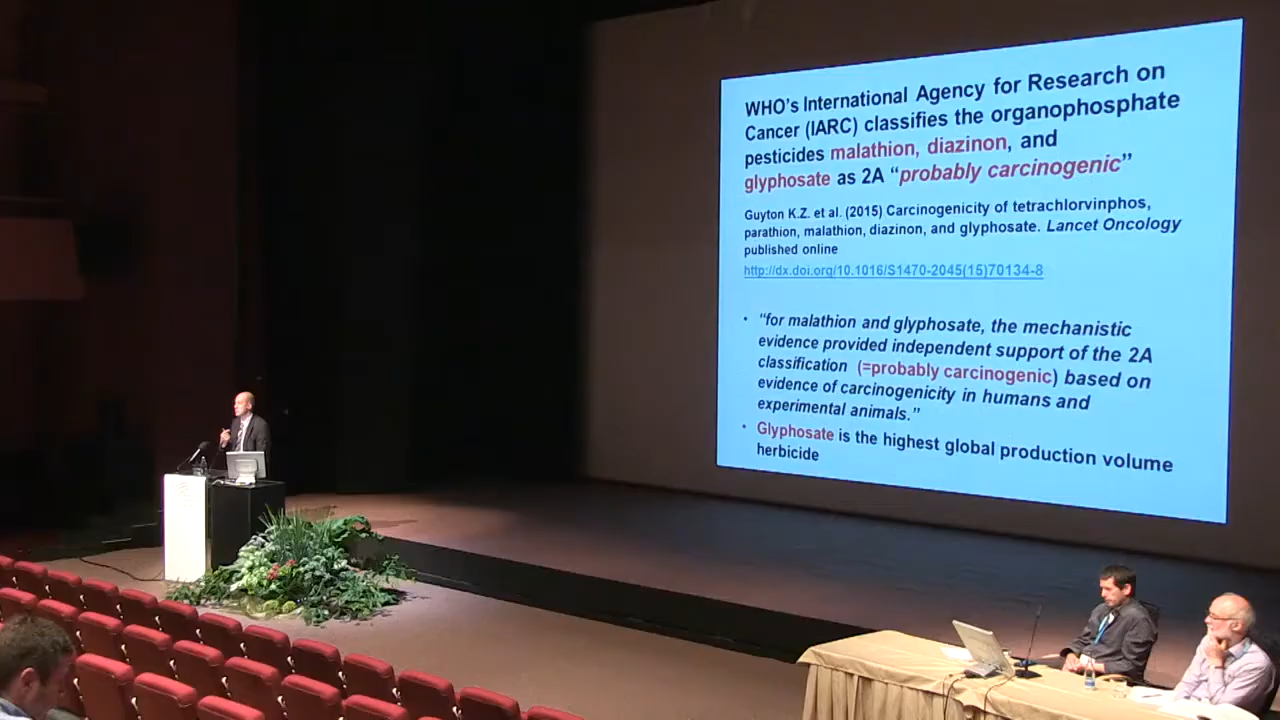 WHO's International Agency for Research on
Cancer (IARC) classifies the organophosphate
pesticides malathion, diazinon, and
glyphosate as 2A “probably carcinogenic”
Guyton K.Z. et al. (2015) Carcinogenicity of tetrachlorvinphos,
parathion, malathion, diazinon, and glyphosate. Lancet Oncology
published online
http://dx.doi.org/10.1016/S1470-2045(15)70134-8
• “for malathion and glyphosate, the mechanistic
evidence provided independent support of the 2A
classification (=probably carcinogenic) based on
evidence of carcinogenicity in humans and
experimental animals.”
• Glyphosate is the highest global production volume
herbicide